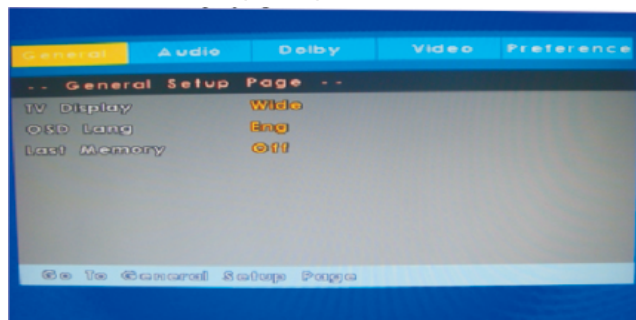 General Audio Dolby Video Preference
-- General Setup Page --
TV Display Wide
OSD Lang Eng
Last Memory Off
Go To General Setup Page